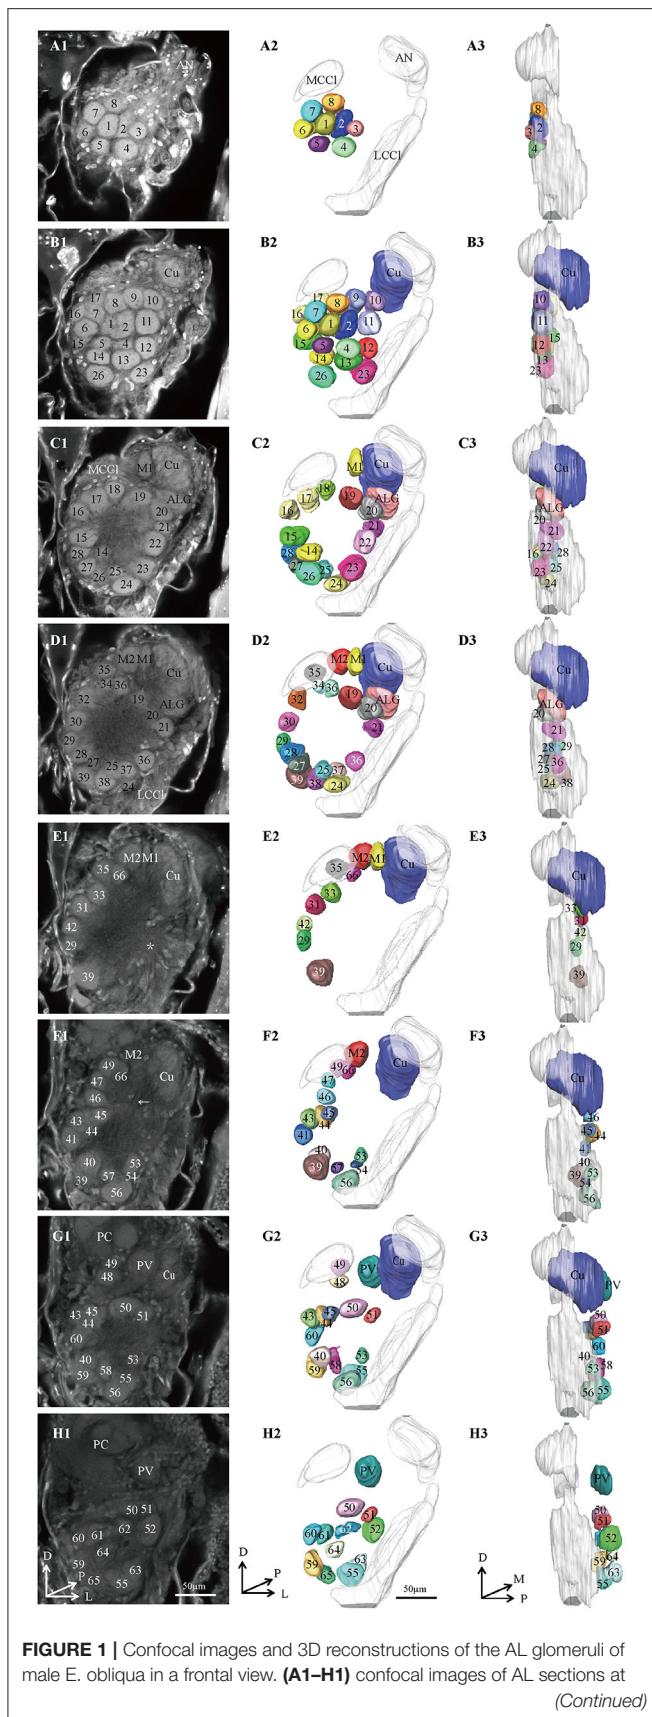 A1 A2 A3
AN AN
MCCl
8 8 8
7 7
6 1 2 3 6 1 2 3 3 2
5 4 5 4 4
LCCl
B1 B2 B3
Cu Cu Cu
17 8 9 10 17 8 9 10 10
16 7 16 7
6 1 2 11 6 1 2 11 11
15 5 4 12 15 5 4 12 12 15
14 13 14 13 13
26 23 26 23 23
C1 C2 C3
MCCl M1 Cu M1 Cu
17 18 19 ALG 17 18 19 ALG ALG
16 20 16 20 20
21 21 21
15 14 22 15 14 22 22
28 28 16 28
27 26 25 24 23 27 26 25 24 23 23 25 24
D1 D2 D3
M2 M1 Cu M2 M1 Cu
35 35
34 36 34 36
32 19 ALG 32 19 ALG ALG
30 20 21 30 20 21 20 21
29 29 28 29
28 27 25 37 36 28 27 25 37 36 27 36 25
39 38 24 39 38 24 24 38
LCCl
E1 E2 E3
M2 M1 Cu M2 M1 Cu Cu
35 66 35 66
33 33 33
31 31 31
42 42 42
29 * 29 29
39 39 39
F1 F2 F3
M2 Cu M2 Cu Cu
49 66 49 66
47 47
46 ← 46 46
43 45 44 43 45 44 45 44
41 41 41
40 57 53 54 40 57 53 54 40 53 54
39 56 39 56 39 56
G1 G2 G3
PC PV Cu PV Cu Cu PV
49 48 49 48
43 45 44 50 51 43 45 44 50 51 50 51
60 60 60
40 58 53 40 58 53 40 58 53
59 56 55 59 56 55 56 55
H1 H2 H3
PC PV PV PV
50 51 50 51 50 51
60 61 62 52 60 61 62 52 52
64 64 64
59 65 55 63 59 65 55 63 59 63 55
D P L D P L D M P
50μm 50μm
FIGURE 1 | Confocal images and 3D reconstructions of the AL glomeruli of
male E. obliqua in a frontal view. (A1–H1) confocal images of AL sections at
(Continued)